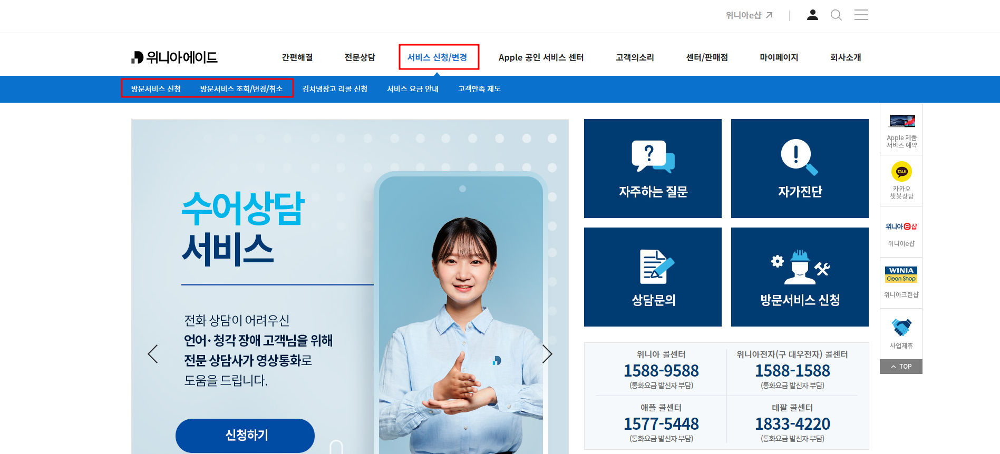 위니아e샵
위니아에이드
간편해결 전문상담 서비스 신청/변경 Apple 공인 서비스 센터 고객의소리 센터/판매점 마이페이지 회사소개
방문서비스 신청 방문서비스 조회/변경/취소 김치냉장고 리콜 신청 서비스 요금 안내 고객만족 제도
수어상담
서비스
전화 상담이 어려우신
언어·청각 장애 고객님을 위해
전문 상담사가 영상통화로
도움을 드립니다.
신청하기
자주하는 질문
자가진단
상담문의
방문서비스 신청
위니아 콜센터
1588-9588
(통화요금 발신자 부담)
위니아전자(구 대우전자) 콜센터
1588-1588
(통화요금 발신자 부담)
애플 콜센터
1577-5448
(통화요금 발신자 부담)
테팔 콜센터
1833-4220
(통화요금 발신자 부담)
Apple 제품
서비스 예약
TALK
카카오
챗봇상담
위니아e샵
위니아e샵
WINIA
Clean Shop
위니아크린샵
사업제휴
TOP